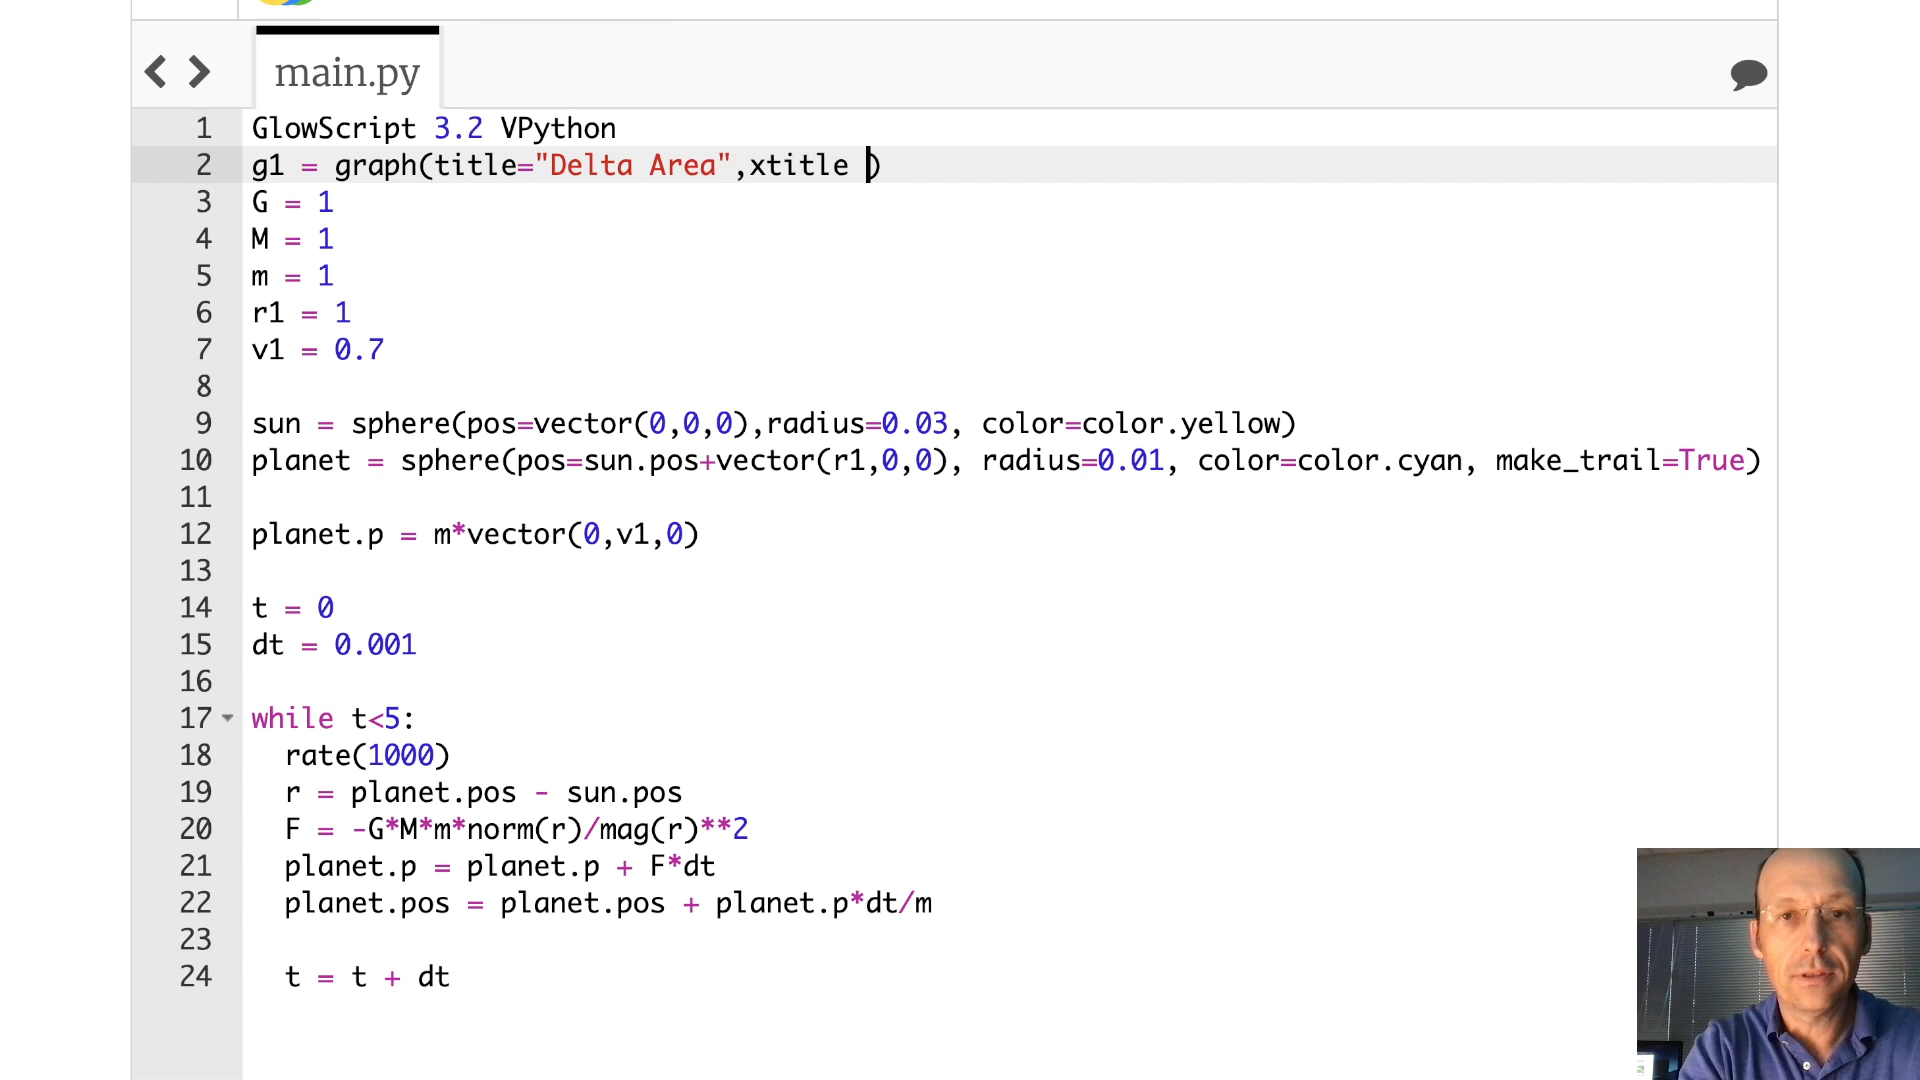 main.py
1 GlowScript 3.2 VPython
2 g1 = graph(title="Delta Area",xtitle )
3 G = 1
4 M = 1
5 m = 1
6 r1 = 1
7 v1 = 0.7
8
9 sun = sphere(pos=vector(0,0,0),radius=0.03, color=color.yellow)
10 planet = sphere(pos=sun.pos+vector(r1,0,0), radius=0.01, color=color.cyan, make_trail=True)
11
12 planet.p = m*vector(0,v1,0)
13
14 t = 0
15 dt = 0.001
16
17 while t<5:
18 rate(1000)
19 r = planet.pos - sun.pos
20 F = -G*M*m*norm(r)/mag(r)**2
21 planet.p = planet.p + F*dt
22 planet.pos = planet.pos + planet.p*dt/m
23
24 t = t + dt